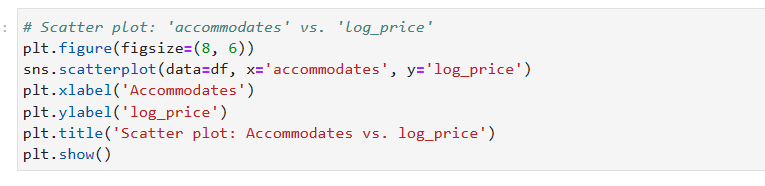 :
# Scatter plot: 'accommodates' vs. 'log_price'
plt.figure(figsize=(8, 6))
sns.scatterplot(data=df, x='accommodates', y='log_price')
plt.xlabel('Accommodates')
plt.ylabel('log_price')
plt.title('Scatter plot: Accommodates vs. log_price')
plt.show()